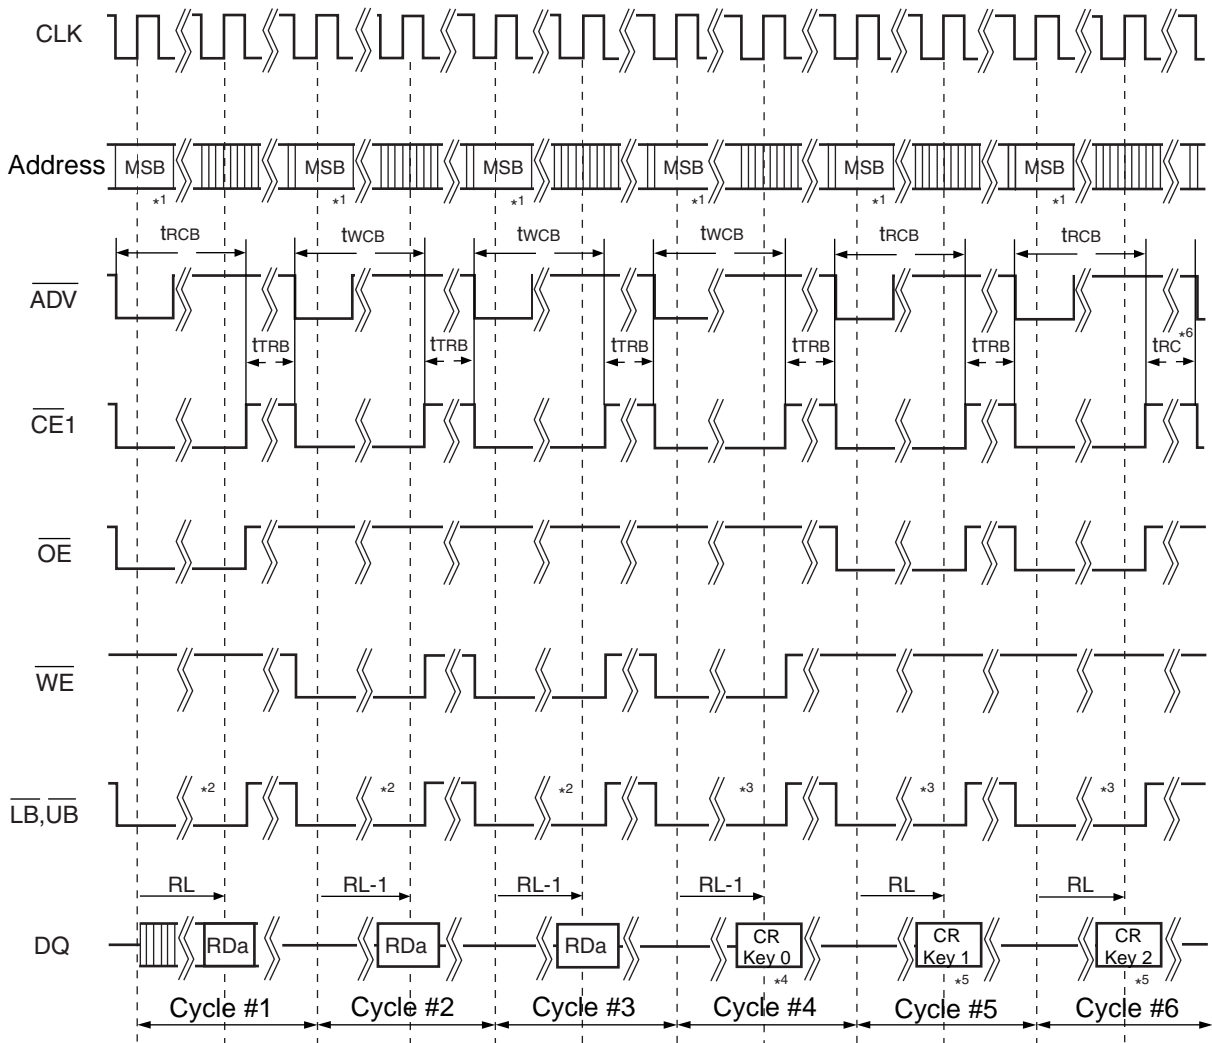 CLK
Address MSB MSB MSB MSB MSB MSB
*1 *1 *1 *1 *1 *1
tRCB tWCB tWCB tWCB tRCB tRCB
ADV
tTRB tTRB tTRB tTRB tTRB tRC*6
CE1
OE
WE
LB,UB *2 *2 *2 *3 *3 *3
RL RL-1 RL-1 RL-1 RL RL
DQ RDa RDa RDa CR Key 0 CR Key 1 CR Key 2
*4 *5 *5
Cycle #1 Cycle #2 Cycle #3 Cycle #4 Cycle #5 Cycle #6